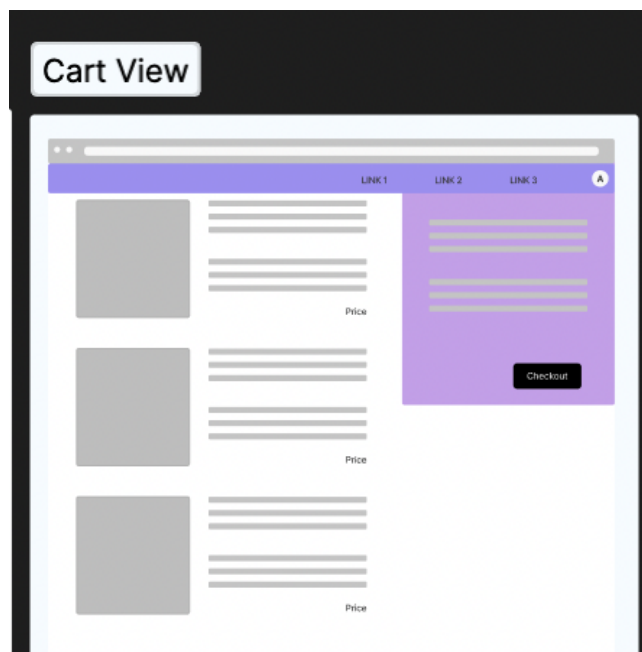 Cart View
LINK 1 LINK 2 LINK 3 A
Price
Checkout
Price
Price